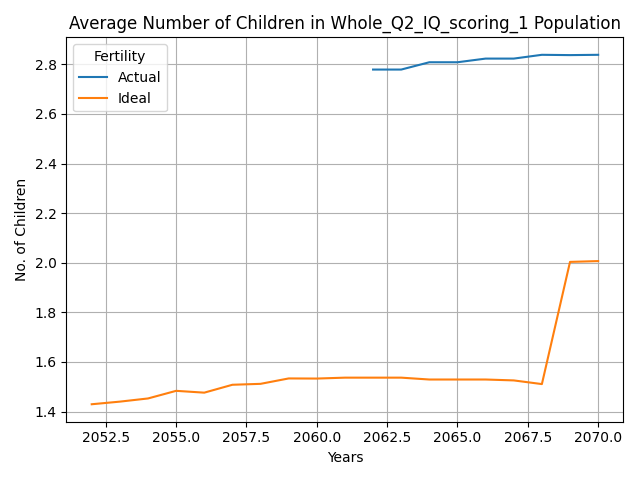 Average Number of Children in Whole_Q2_IQ_scoring_1 Population
Fertility
Actual
Ideal
No. of Children
2.8
2.6
2.4
2.2
2.0
1.8
1.6
1.4
2052.5 2055.0 2057.5 2060.0 2062.5 2065.0 2067.5 2070.0
Years